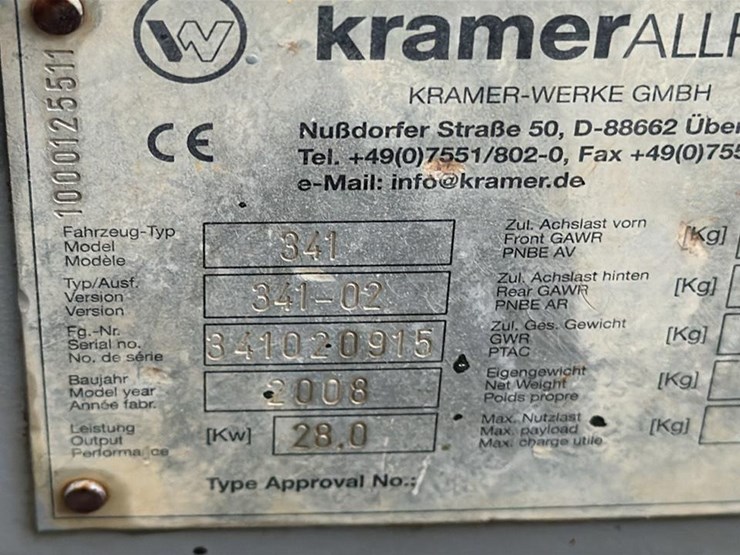 1000125511
kramerALLR
KRAMER-WERKE GMBH
CE
Nußdorfer Straße 50, D-88662 Über
Tel. +49(0)7551/802-0, Fax +49(0)755
e-Mail: info@kramer.de
Fahrzeug-Typ
Model
Modèle
341
Typ/Ausf.
Version
Version
341-02
Fg.-Nr.
Serial no.
No. de série
341020915
Baujahr
Model year
Année fabr.
2008
Leistung
Output
Performance
[Kw]
28.0
Zul. Achslast vorn
Front GAWR
PNBE AV
[Kg]
Zul. Achslast hinten
Rear GAWR
PNBE AR
[Kg]
Zul. Ges. Gewicht
GWR
PTAC
[Kg]
Eigengewicht
Net Weight
Poids propre
[Kg]
Max. Nutzlast
Max. payload
Max. charge utile
[Kg]
Type Approval No.: